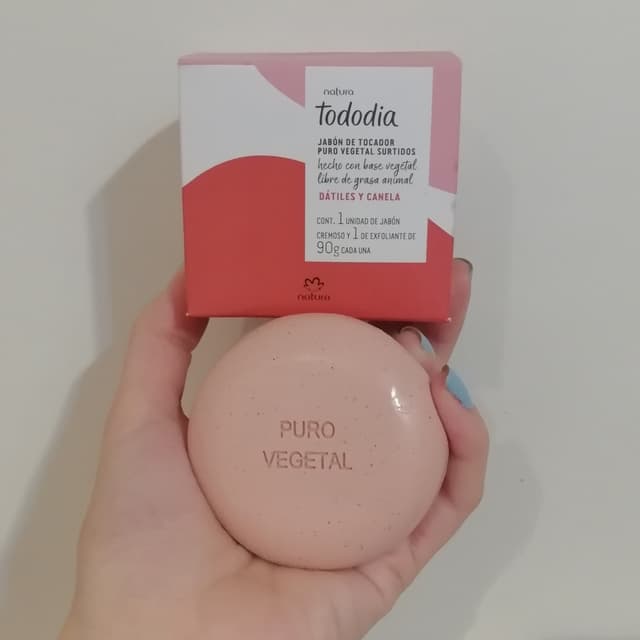 natura
tododia
JABÓN DE TOCADOR
PURO VEGETAL SURTIDOS
hecho con base vegetal
libre de grasa animal
DÁTILES Y CANELA
CONT. 1 UNIDAD DE JABÓN
CREMOSO Y 1 DE EXFOLIANTE DE
90g CADA UNA
natura
PURO
VEGETAL